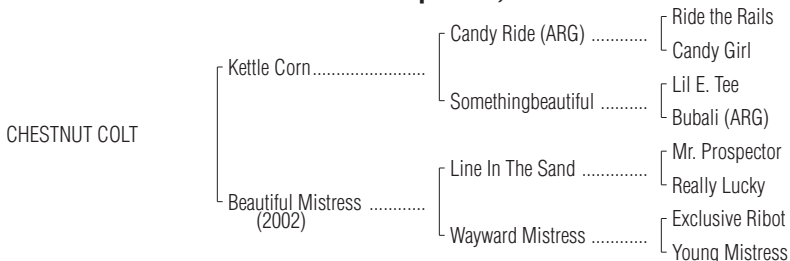 Ride the Rails
Candy Ride (ARG) ............
Candy Girl
Kettle Corn.......................
Lil E. Tee
Somethingbeautiful ..........
Bubali (ARG)
CHESTNUT COLT
Mr. Prospector
Line In The Sand ..............
Really Lucky
Beautiful Mistress ............
(2002)
Exclusive Ribot
Wayward Mistress ............
Young Mistress